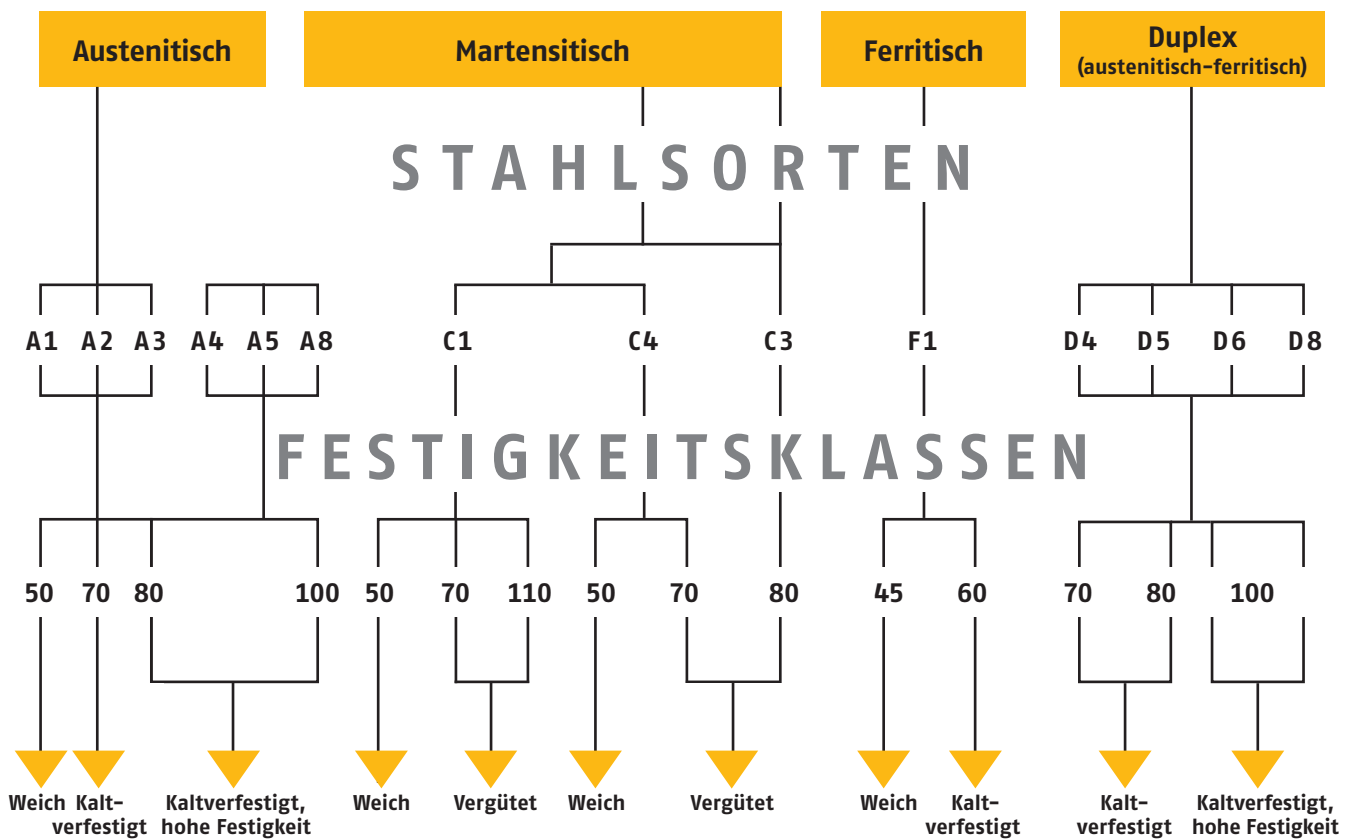 Austenitisch
Martensitisch
Ferritisch
Duplex
(austenitisch-ferritisch)
STAHLSORTEN
A1 A2 A3 A4 A5 A8 C1 C4 C3 F1 D4 D5 D6 D8
FESTIGKEITSKLASSEN
50 70 80 100 50 70 110 50 70 80 45 60 70 80 100
Weich
Kalt-
verfestigt
Kaltverfestigt,
hohe Festigkeit
Weich
Vergütet
Weich
Vergütet
Weich
Kalt-
verfestigt
Kalt-
verfestigt
Kaltverfestigt,
hohe Festigkeit